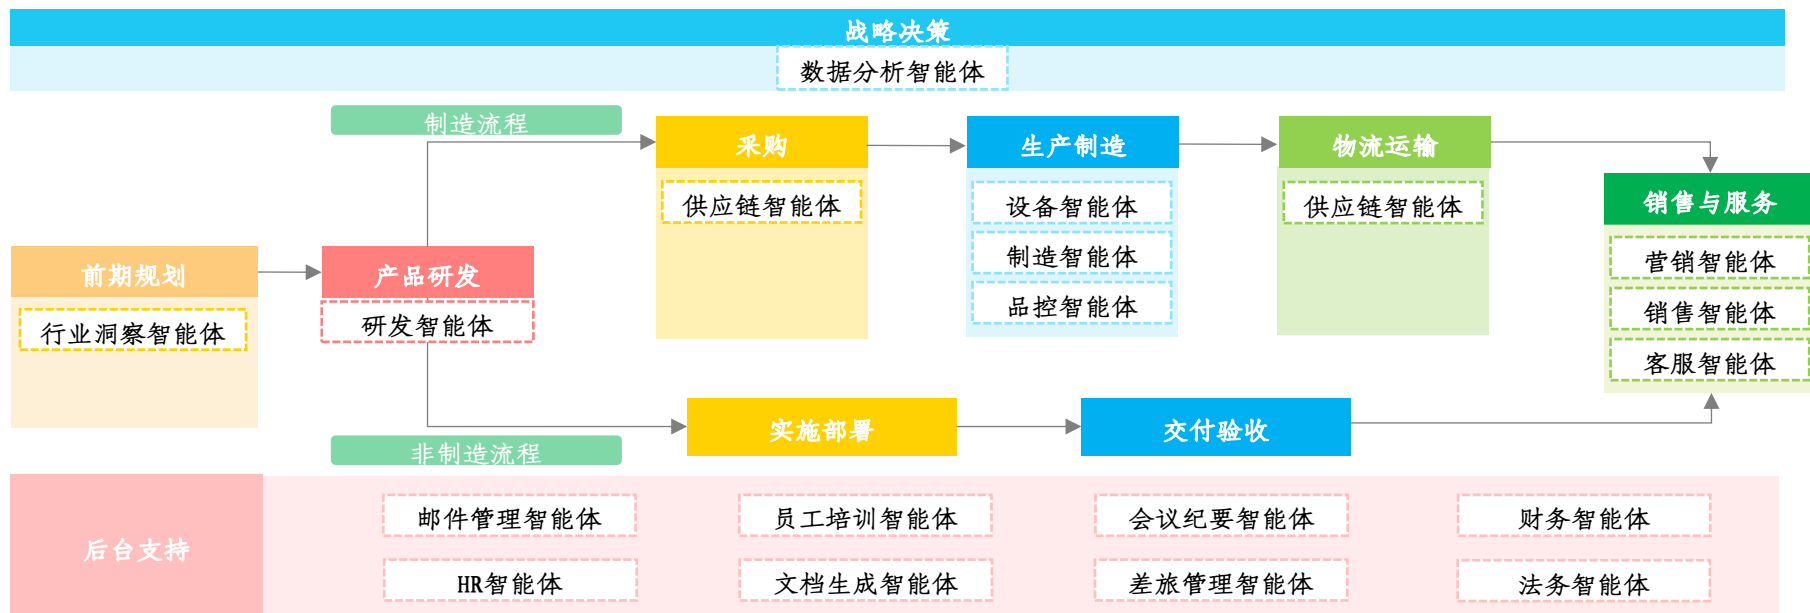 战略决策
数据分析智能体
制造流程
采购
供应链智能体
生产制造
设备智能体
制造智能体
品控智能体
物流运输
供应链智能体
销售与服务
营销智能体
销售智能体
客服智能体
前期规划
行业洞察智能体
产品研发
研发智能体
实施部署
交付验收
非制造流程
后台支持
邮件管理智能体
员工培训智能体
会议纪要智能体
财务智能体
HR智能体
文档生成智能体
差旅管理智能体
法务智能体